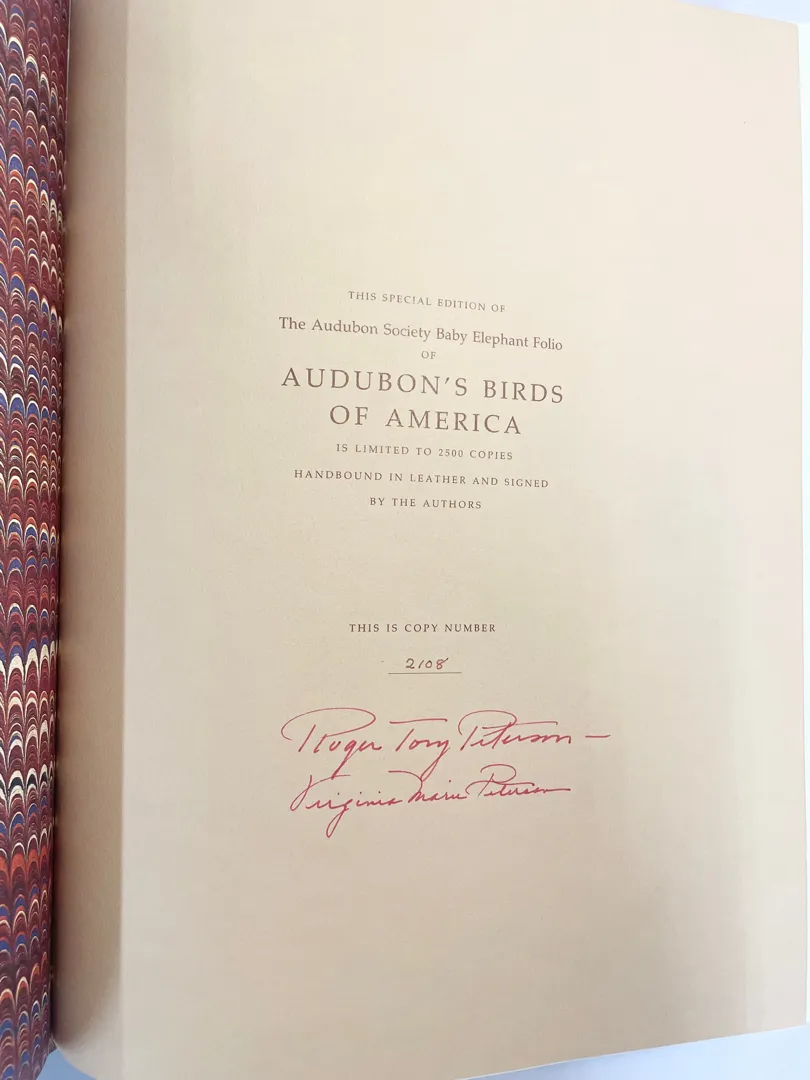 THIS SPECIAL EDITION OF
The Audubon Society Baby Elephant Folio
OF
AUDUBON'S BIRDS
OF AMERICA
IS LIMITED TO 2500 COPIES
HANDBOUND IN LEATHER AND SIGNED
BY THE AUTHORS
THIS IS COPY NUMBER
2108
Roger Tory Peterson —
Virginia Marie Peterson